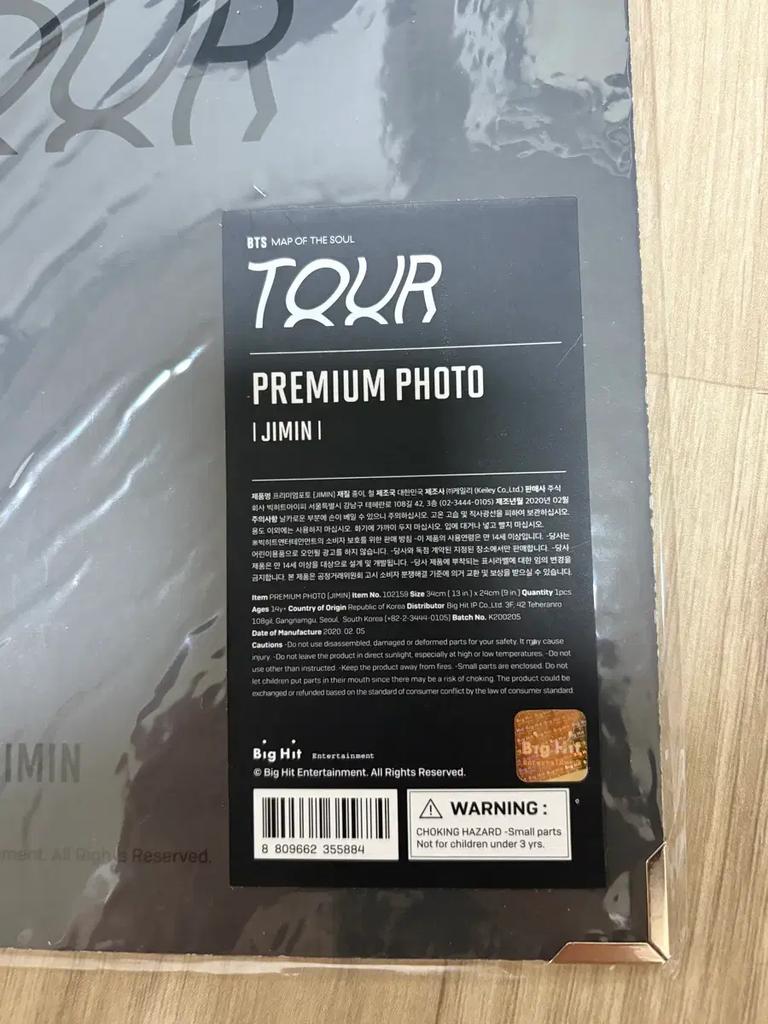 TOUR
BTS MAP OF THE SOUL
TOUR
PREMIUM PHOTO
| JIMIN |
제품명 프리미엄포토 [JIMIN] 재질 종이, 철 제조국 대한민국 제조사 ㈜케일리 (Keiley Co.,Ltd.) 판매사 주식
회사 빅히트아이피 서울특별시 강남구 테헤란로 108길 42, 3층 (02-3444-0105) 제조년월 2020년 02월
주의사항 날카로운 부분에 손이 베일 수 있으니 주의하십시오. 고온 고습 및 직사광선을 피하여 보관하십시오.
용도 이외에는 사용하지 마십시오. 화기에 가까이 두지 마십시오. 입에 대거나 넣고 빨지 마십시오.
※빅히트엔터테인먼트의 소비자 보호를 위한 판매 방침 -이 제품의 사용연령은 만 14세 이상입니다. -당사는
어린이용품으로 오인될 광고를 하지 않습니다. -당사와 독점 계약된 지정된 장소에서만 판매합니다. -당사
제품은 만 14세 이상을 대상으로 설계 및 개발됩니다. -당사 제품에 부착되는 표시라벨에 대한 임의 변경을
금지합니다. 본 제품은 공정거래위원회 고시 소비자 분쟁해결 기준에 의거 교환 및 보상을 받으실 수 있습니다.
Item PREMIUM PHOTO [JIMIN] Item No. 102159 Size 34cm [ 13 in ] x 24cm [9 in ] Quantity 1pcs
Ages 14y+ Country of Origin Republic of Korea Distributor Big Hit IP Co.,Ltd. 3F, 42 Teheranro
108gil, Gangnamgu, Seoul, South Korea (+82-2-3444-0105) Batch No. K200205
Date of Manufacture 2020. 02. 05
Cautions -Do not use disassembled, damaged or deformed parts for your safety. It may cause
injury. -Do not leave the product in direct sunlight, especially at high or low temperatures. -Do not
use other than instructed. -Keep the product away from fires. -Small parts are enclosed. Do not
let children put parts in their mouth since there may be a risk of choking. The product could be
exchanged or refunded based on the standard of consumer conflict by the law of consumer standard.
JIMIN
Big Hit Entertainment
Big Hit
Entertainment
© Big Hit Entertainment. All Rights Reserved.
8 809662 355884
WARNING :
CHOKING HAZARD -Small parts
Not for children under 3 yrs.
ment. All Rights Reserved.